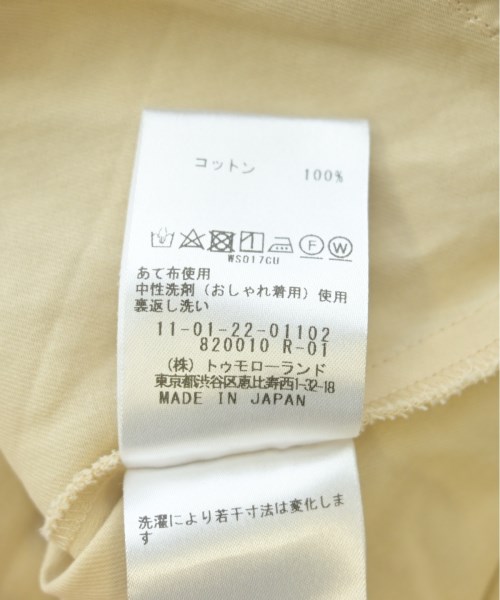 コットン 100%
F W
WS017CU
あて布使用
中性洗剤（おしゃれ着用）使用
裏返し洗い
11-01-22-01102
820010 R-01
（株）トゥモローランド
東京都渋谷区恵比寿西1-32-18
MADE IN JAPAN
洗濯により若干寸法は変化しま
す